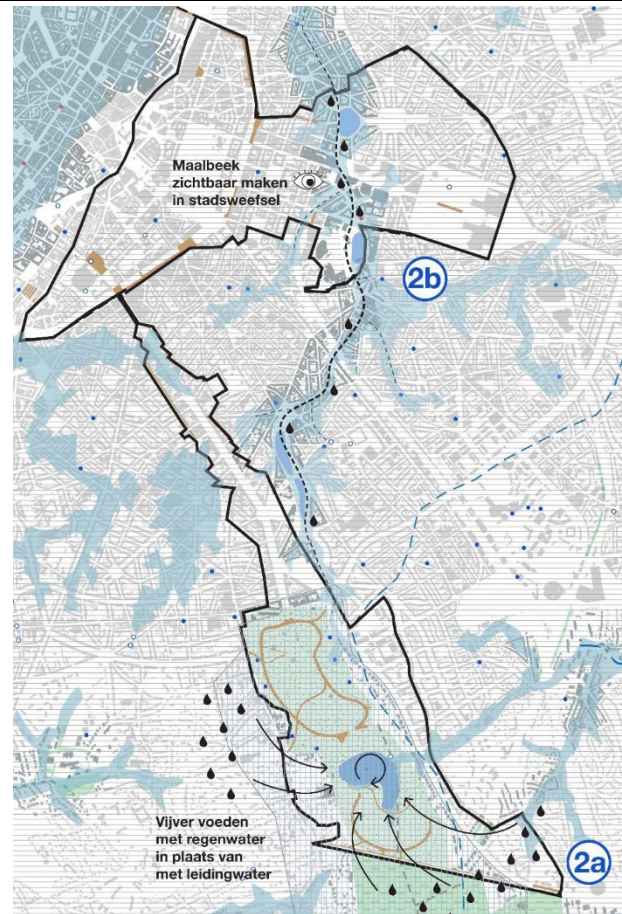 Maalbeek
zichtbaar maken
in stadsweefsel
2b
Vijver voeden
met regenwater
in plaats van
met leidingwater
2a